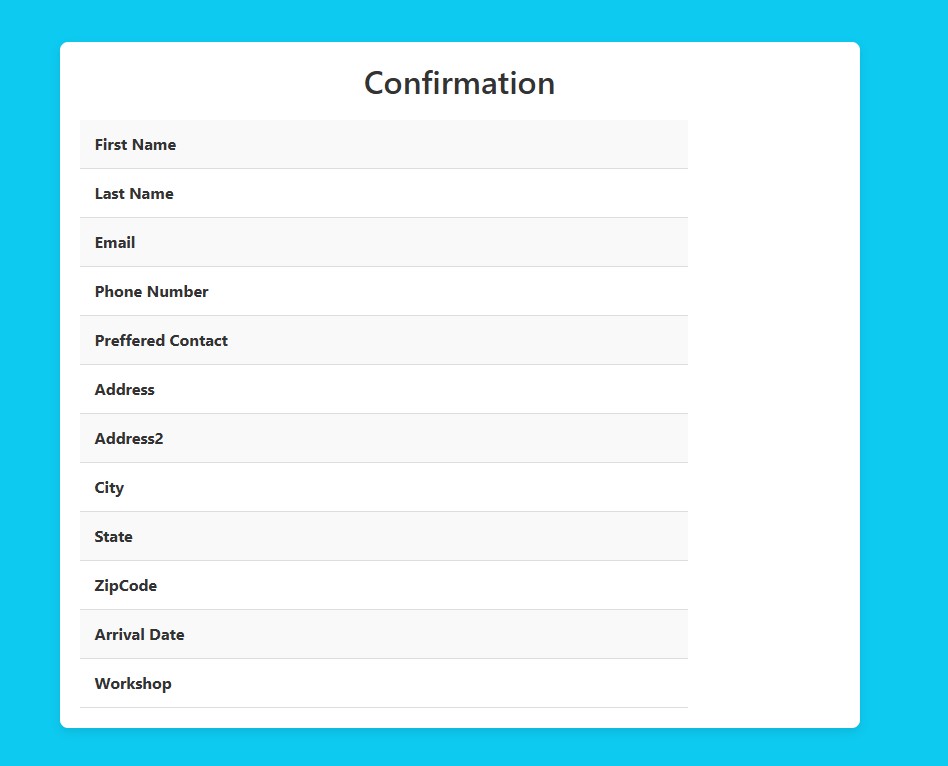 Confirmation
First Name
Last Name
Email
Phone Number
Preffered Contact
Address
Address2
City
State
ZipCode
Arrival Date
Workshop